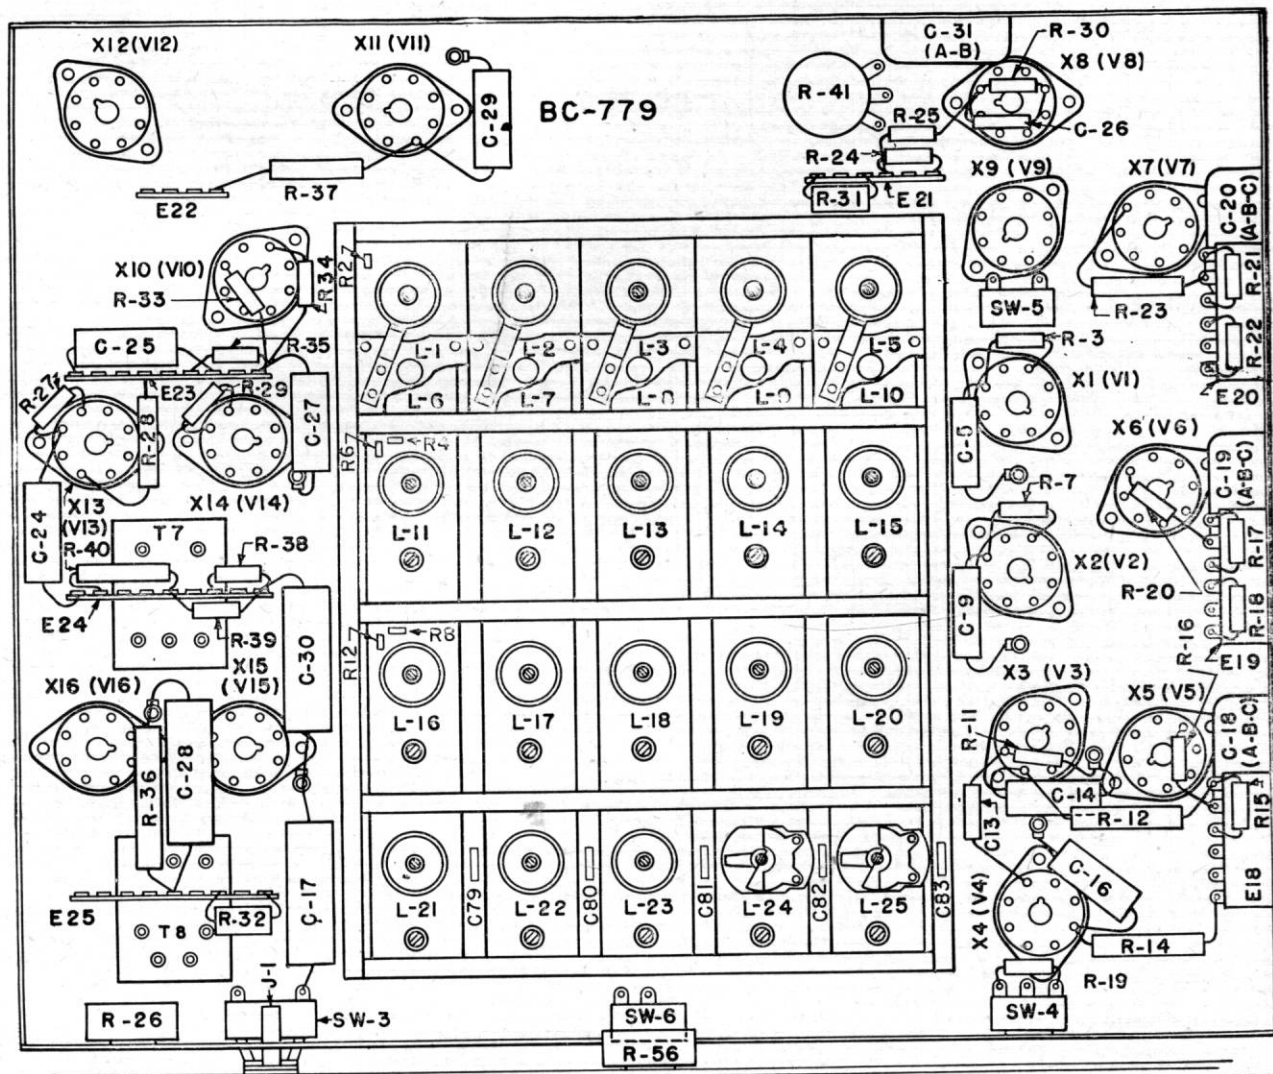 X12 (V12)
X11 (V11)
C-29
BC-779
C-31
(A-B)
R-30
X8 (V8)
R-41
R-25
C-26
R-24
R-31
E21
X9 (V9)
X7 (V7)
C-20
(A-B-C)
E22
R-37
X10 (V10)
R-33
R-34
R27
R-21
SW-5
R-23
R-3
R-22
E20
C-25
R-35
L-1
L-2
L-3
L-4
L-5
R-27
E23
R-29
R-28
C-27
L-6
L-7
L-8
L-9
L-10
X1 (V1)
C-5
X6 (V6)
C-19
(A-B-C)
R67
R4
R-7
X13
(V13)
X14 (V14)
C-24
T7
R-40
R-38
L-11
L-12
L-13
L-14
L-15
X2 (V2)
R-17
R-20
R-18
C-9
E24
R-39
C-30
R127
R8
R-16
E19
X16 (V16)
X15
(V15)
X3 (V3)
X5 (V5)
C-18
(A-B-C)
R-11
R-36
C-28
L-16
L-17
L-18
L-19
L-20
C-14
C13
R-12
R15
C-17
C-16
E18
E25
R-32
T8
L-21
C79
L-22
C80
L-23
C81
L-24
C82
L-25
C83
X4 (V4)
R-14
J-1
R-19
R-26
SW-3
SW-6
SW-4
R-56